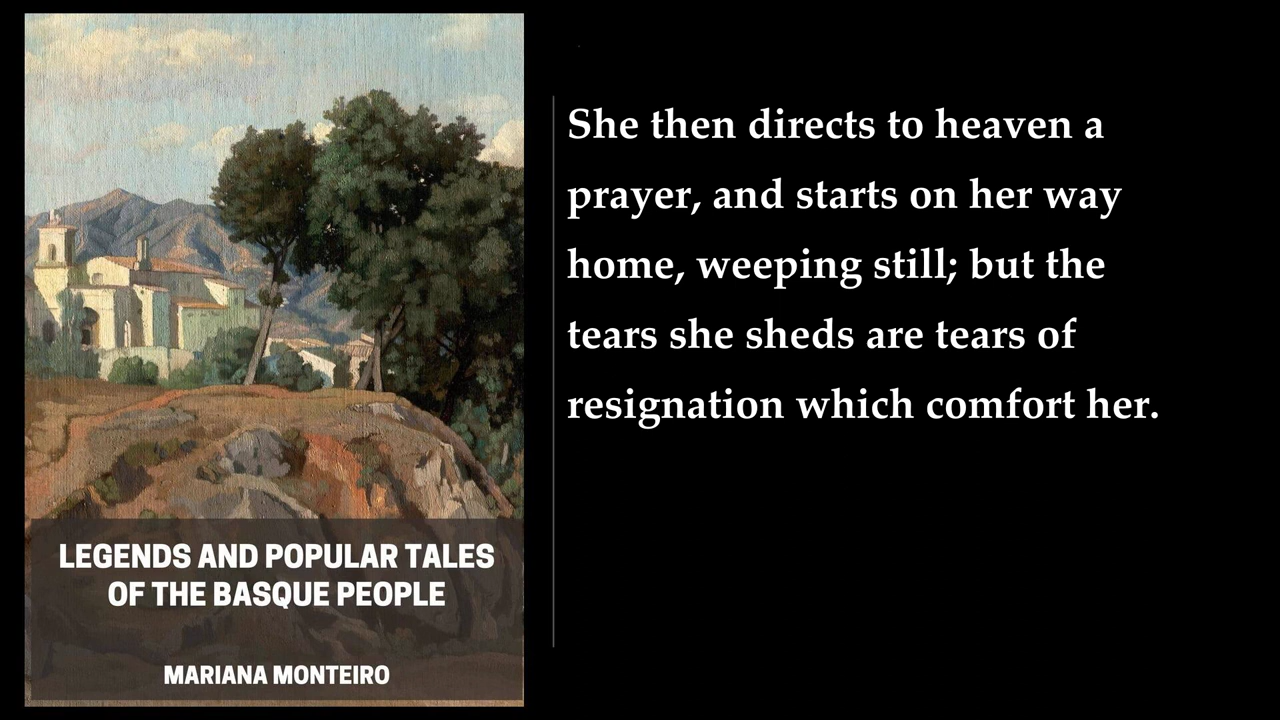 She then directs to heaven a
prayer, and starts on her way
home, weeping still; but the
tears she sheds are tears of
resignation which comfort her.
LEGENDS AND POPULAR TALES
OF THE BASQUE PEOPLE
MARIANA MONTEIRO